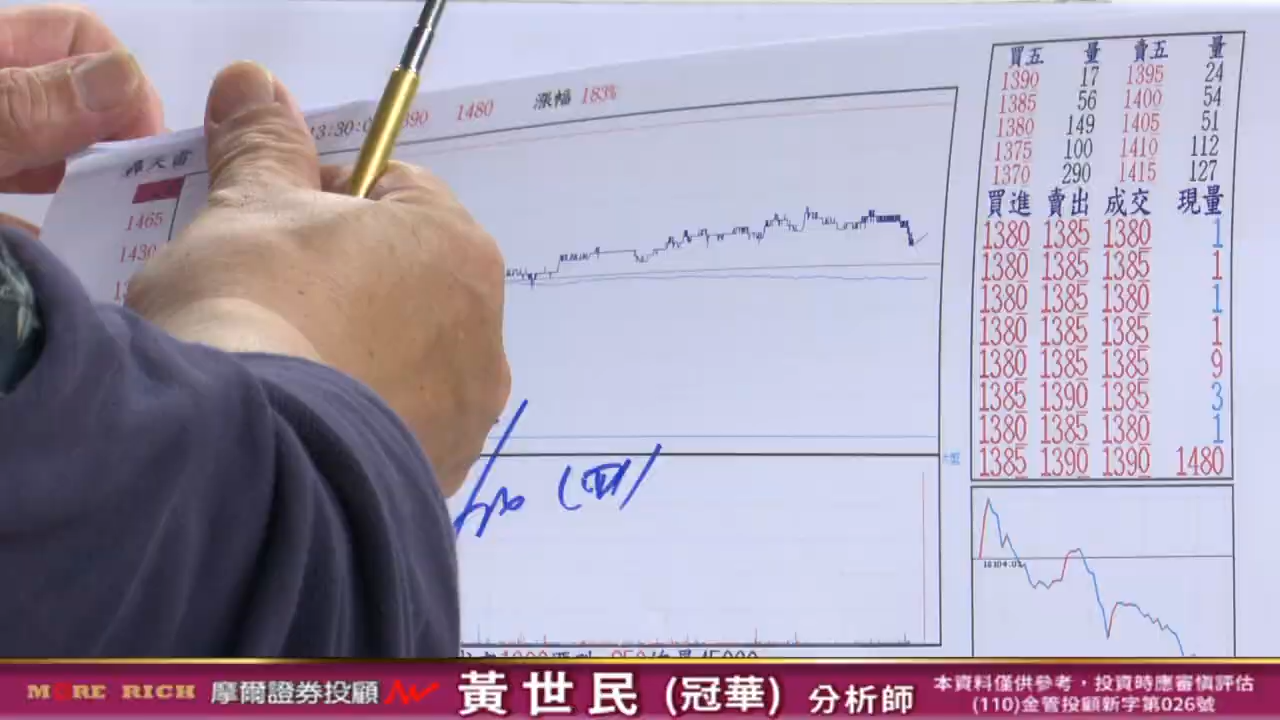 買五 量 賣五 量
1390 17 1395 24
1385 56 1400 54
1380 149 1405 51
1375 100 1410 112
1370 290 1415 127
買進 賣出 成交 現量
1380 1385 1380 1
1380 1385 1385 1
1380 1385 1380 1
1380 1385 1385 1
1380 1385 1385 9
1385 1390 1385 3
1380 1385 1380 1
1385 1390 1390 1480
1480 漲幅 183%
1465
1430
MORE RICH 摩爾證券投顧 黃世民 (冠華) 分析師
本資料僅供參考，投資時應審慎評估
(110)金管投顧新字第026號